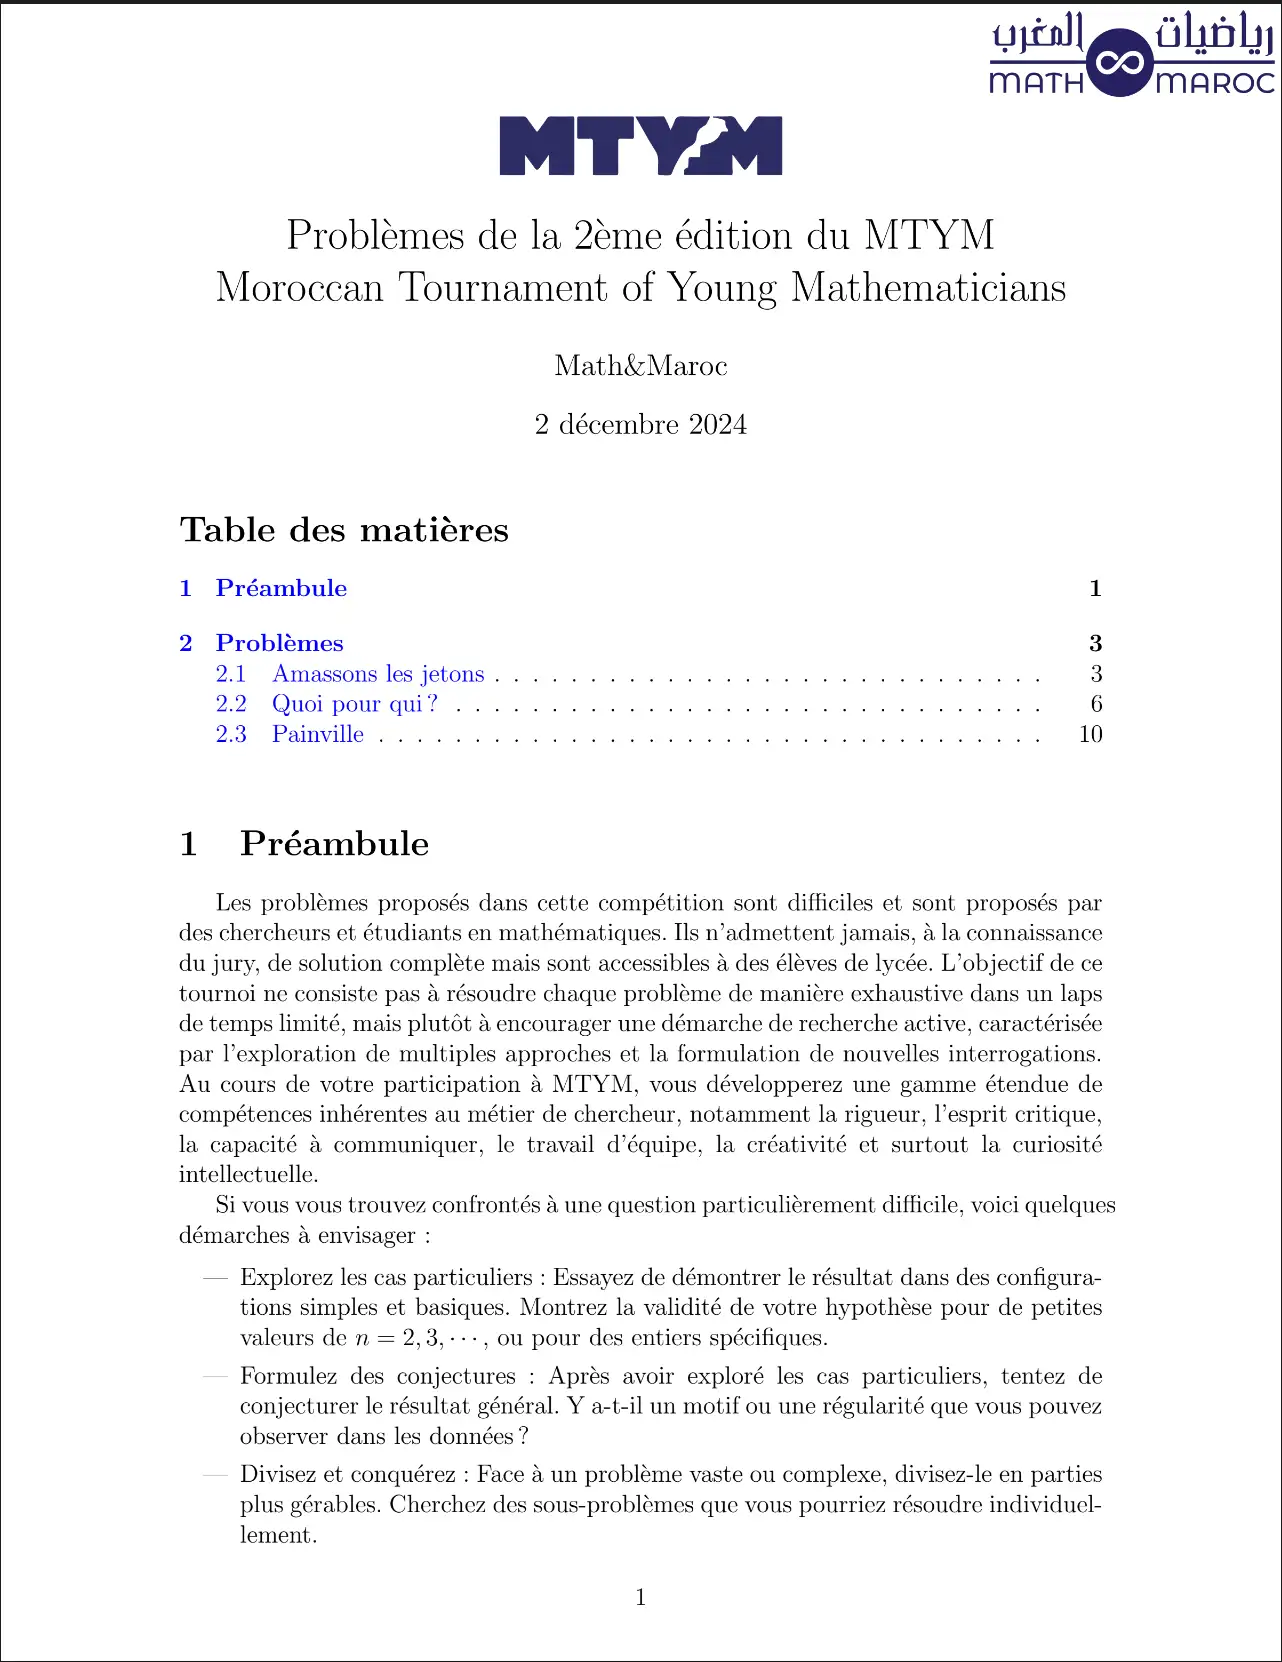 رياضيات المغرب
MATH MAROC
MTYM
Problèmes de la 2ème édition du MTYM
Moroccan Tournament of Young Mathematicians
Math&Maroc
2 décembre 2024
Table des matières
1 Préambule 1
2 Problèmes 3
2.1 Amassons les jetons . . . . . . . . . . . . . . . . . . . . . . . . . . . . . 3
2.2 Quoi pour qui ? . . . . . . . . . . . . . . . . . . . . . . . . . . . . . . . 6
2.3 Painville . . . . . . . . . . . . . . . . . . . . . . . . . . . . . . . . . . . 10
1 Préambule
Les problèmes proposés dans cette compétition sont difficiles et sont proposés par
des chercheurs et étudiants en mathématiques. Ils n'admettent jamais, à la connaissance
du jury, de solution complète mais sont accessibles à des élèves de lycée. L'objectif de ce
tournoi ne consiste pas à résoudre chaque problème de manière exhaustive dans un laps
de temps limité, mais plutôt à encourager une démarche de recherche active, caractérisée
par l'exploration de multiples approches et la formulation de nouvelles interrogations.
Au cours de votre participation à MTYM, vous développerez une gamme étendue de
compétences inhérentes au métier de chercheur, notamment la rigueur, l'esprit critique,
la capacité à communiquer, le travail d'équipe, la créativité et surtout la curiosité
intellectuelle.
Si vous vous trouvez confrontés à une question particulièrement difficile, voici quelques
démarches à envisager :
— Explorez les cas particuliers : Essayez de démontrer le résultat dans des configura-
tions simples et basiques. Montrez la validité de votre hypothèse pour de petites
valeurs de n = 2, 3, ··· , ou pour des entiers spécifiques.
— Formulez des conjectures : Après avoir exploré les cas particuliers, tentez de
conjecturer le résultat général. Y a-t-il un motif ou une régularité que vous pouvez
observer dans les données ?
— Divisez et conquérez : Face à un problème vaste ou complexe, divisez-le en parties
plus gérables. Cherchez des sous-problèmes que vous pourriez résoudre individuel-
lement.
1